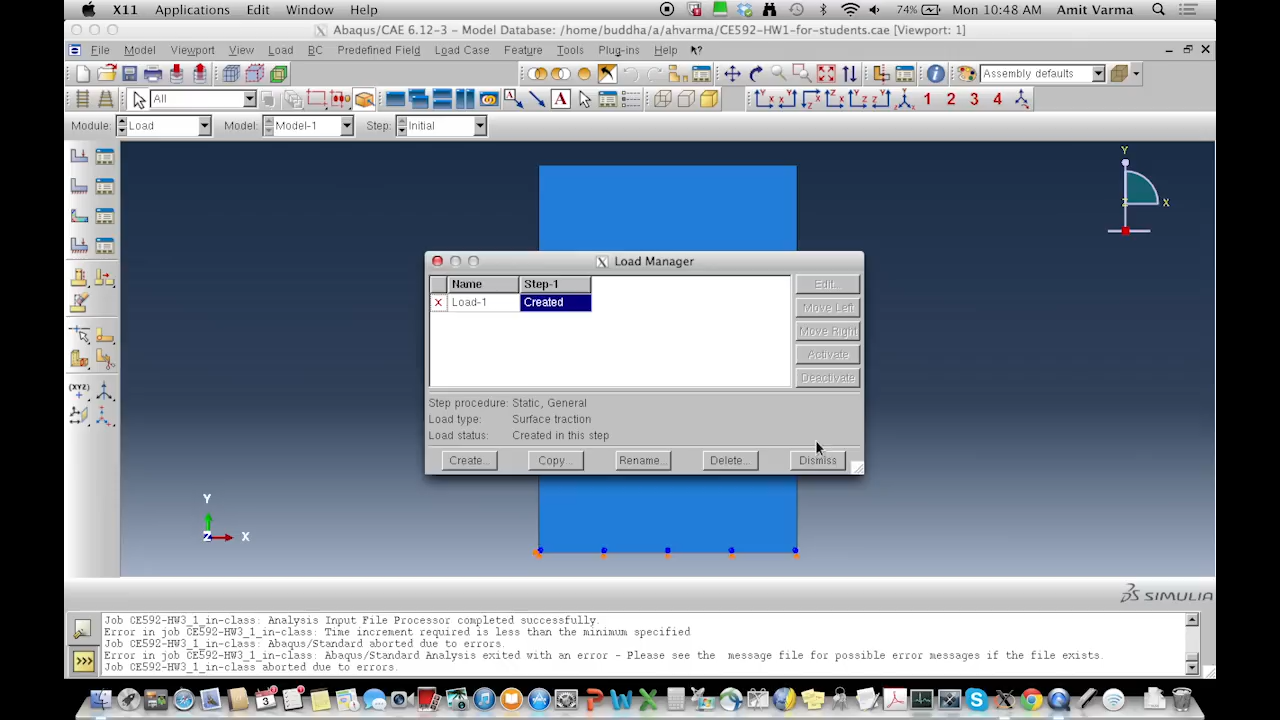 X11 Applications Edit Window Help 74% Mon 10:48 AM Amit Varma
Abaqus/CAE 6.12-3 - Model Database: /home/buddha/a/ahvarma/CE592-HW1-for-students.cae [Viewport: 1]
File Model Viewport View Load BC Predefined Field Load Case Feature Tools Plug-ins Help
Assembly defaults
All 1 2 3 4
Module: Load Model: Model-1 Step: Initial
Y
Z X
Load Manager
Name Step-1 Edit...
X Load-1 Created Move Left
Move Right
Activate
Deactivate
Step procedure: Static, General
Load type: Surface traction
Load status: Created in this step
Create... Copy... Rename... Delete... Dismiss
Y
Z X
SIMULIA
Job CE592-HW3_1_in-class: Analysis Input File Processor completed successfully.
Error in job CE592-HW3_1_in-class: Time increment required is less than the minimum specified
Error in job CE592-HW3_1_in-class: Abaqus/Standard aborted due to errors.
Error in job CE592-HW3_1_in-class: Abaqus/Standard Analysis exited with an error - Please see the message file for possible error messages if the file exists.
Job CE592-HW3_1_in-class aborted due to errors.